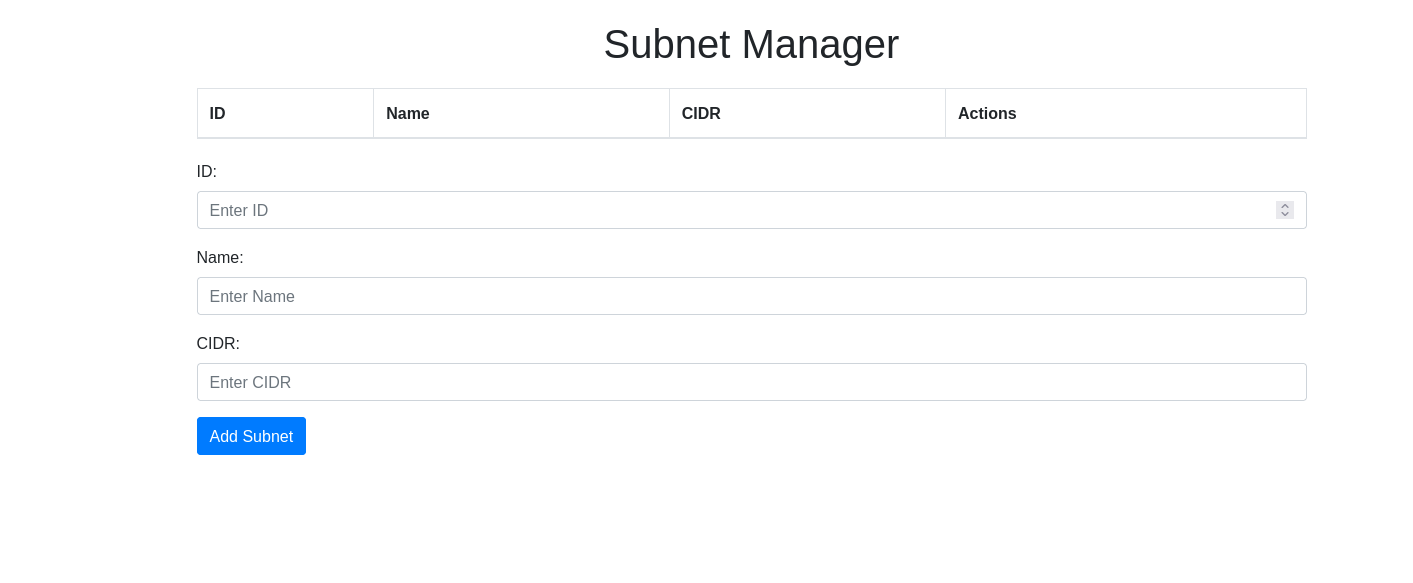 Subnet Manager
ID Name CIDR Actions
ID:
Enter ID
Name:
Enter Name
CIDR:
Enter CIDR
Add Subnet